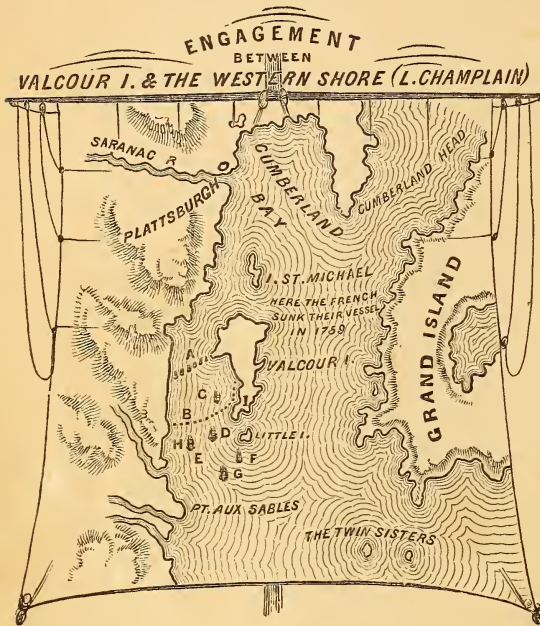 ENGAGEMENT
BETWEEN
VALCOUR I. & THE WESTERN SHORE (L.CHAMPLAIN)
SARANAC R
CUMBERLAND
BAY
CUMBERLAND HEAD
PLATTSBURGH
I. ST. MICHAEL
HERE THE FRENCH
SUNK THEIR VESSEL
IN 1759
GRAND ISLAND
A
VALCOUR I.
C
I
B
H
D
LITTLE I.
E
F
G
PT. AUX SABLES
THE TWIN SISTERS